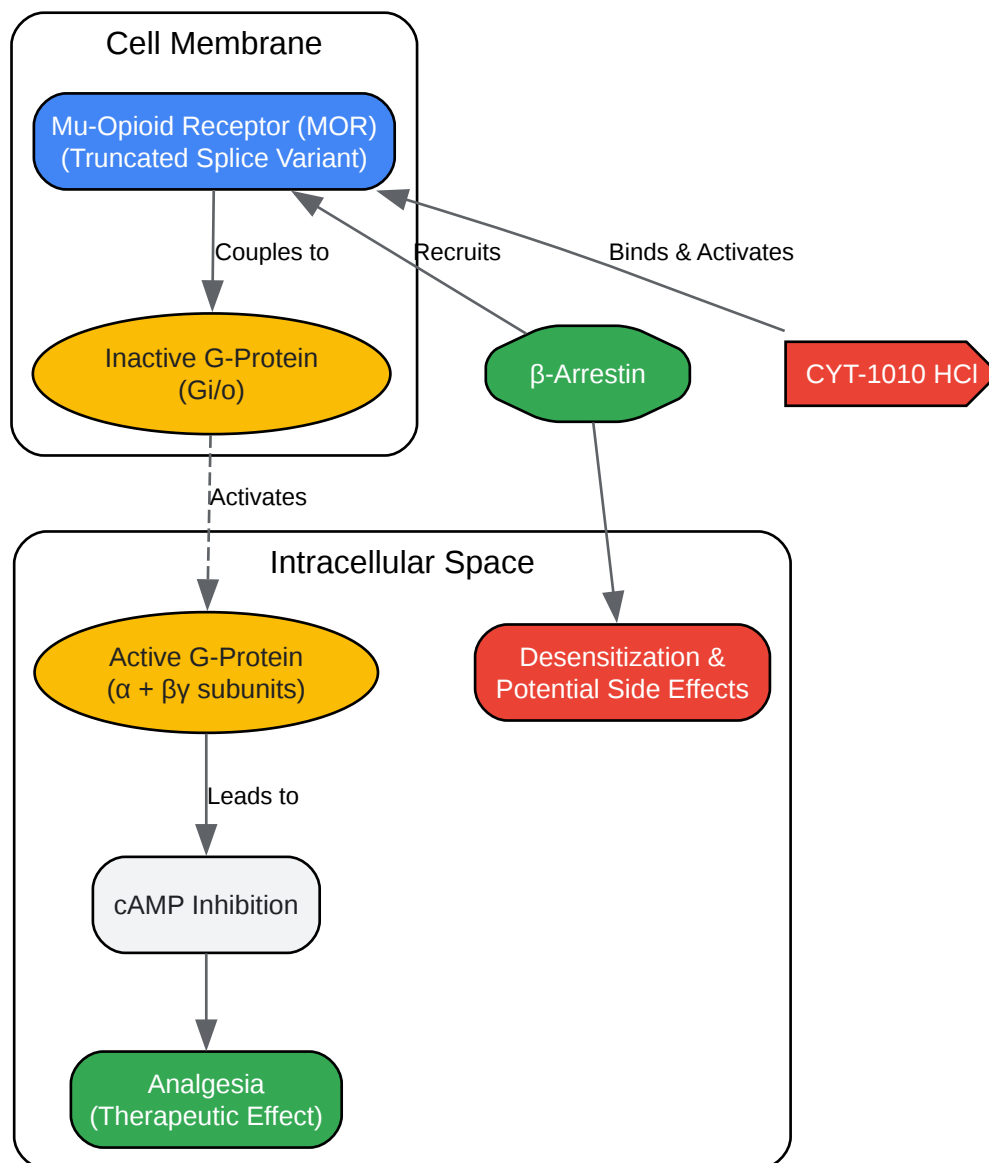 Cell Membrane
Mu-Opioid Receptor (MOR)
(Truncated Splice Variant)
Couples to
Recruits
Binds & Activates
Inactive G-Protein
(Gi/o)
β-Arrestin
CYT-1010 HCl
Activates
Intracellular Space
Active G-Protein
(α + βγ subunits)
Desensitization &
Potential Side Effects
Leads to
cAMP Inhibition
Analgesia
(Therapeutic Effect)